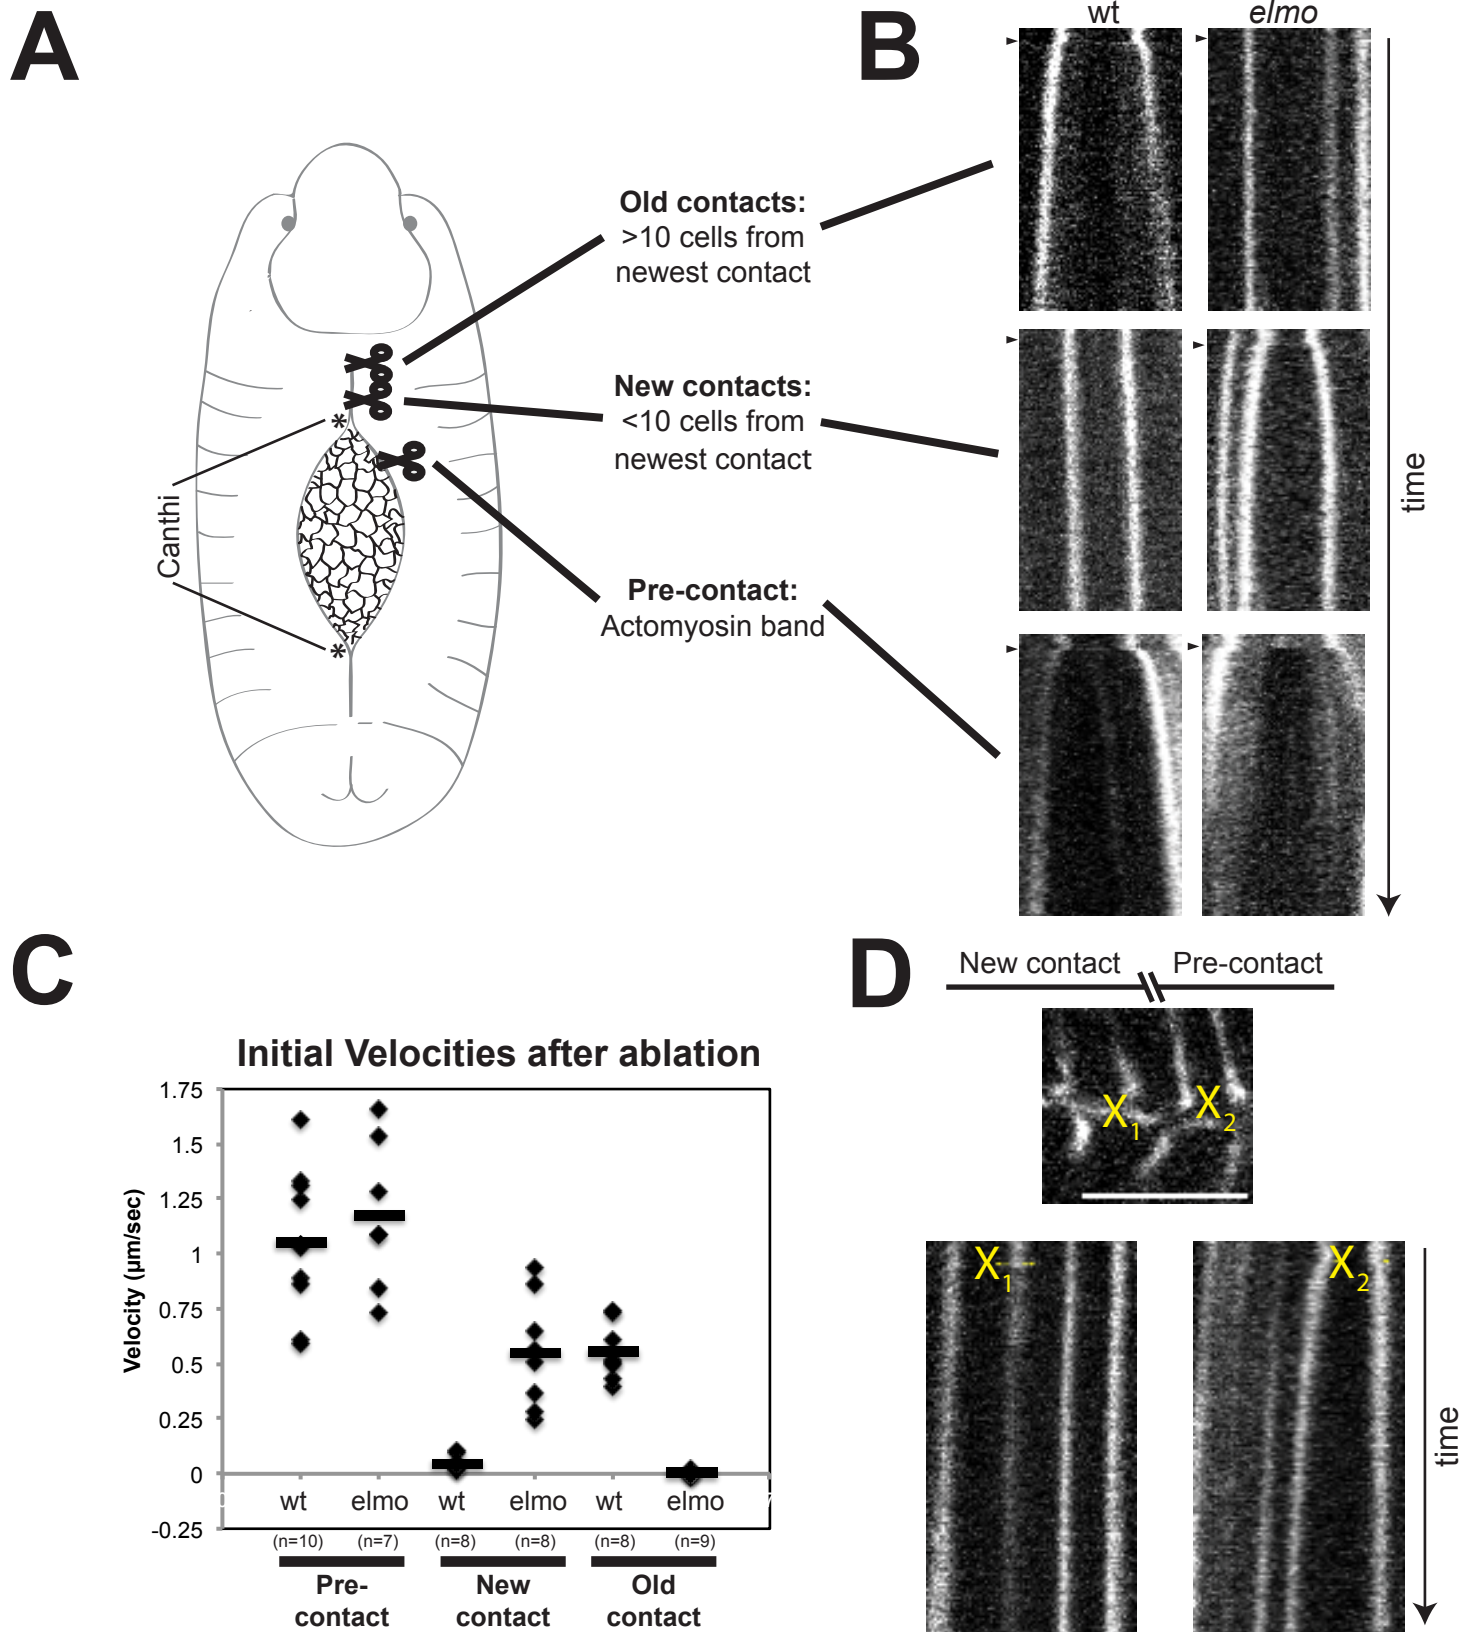 A
Canthi
*
*
Old contacts:
>10 cells from
newest contact
New contacts:
<10 cells from
newest contact
Pre-contact:
Actomyosin band
B
wt elmo
time
C
Initial Velocities after ablation
Velocity (µm/sec)
1.75
1.5
1.25
1
0.75
0.5
0.25
0
-0.25
wt elmo wt elmo wt elmo
(n=10) (n=7) (n=8) (n=8) (n=8) (n=9)
Pre-
contact
New
contact
Old
contact
D
New contact Pre-contact
X1 X2
X1 X2
time